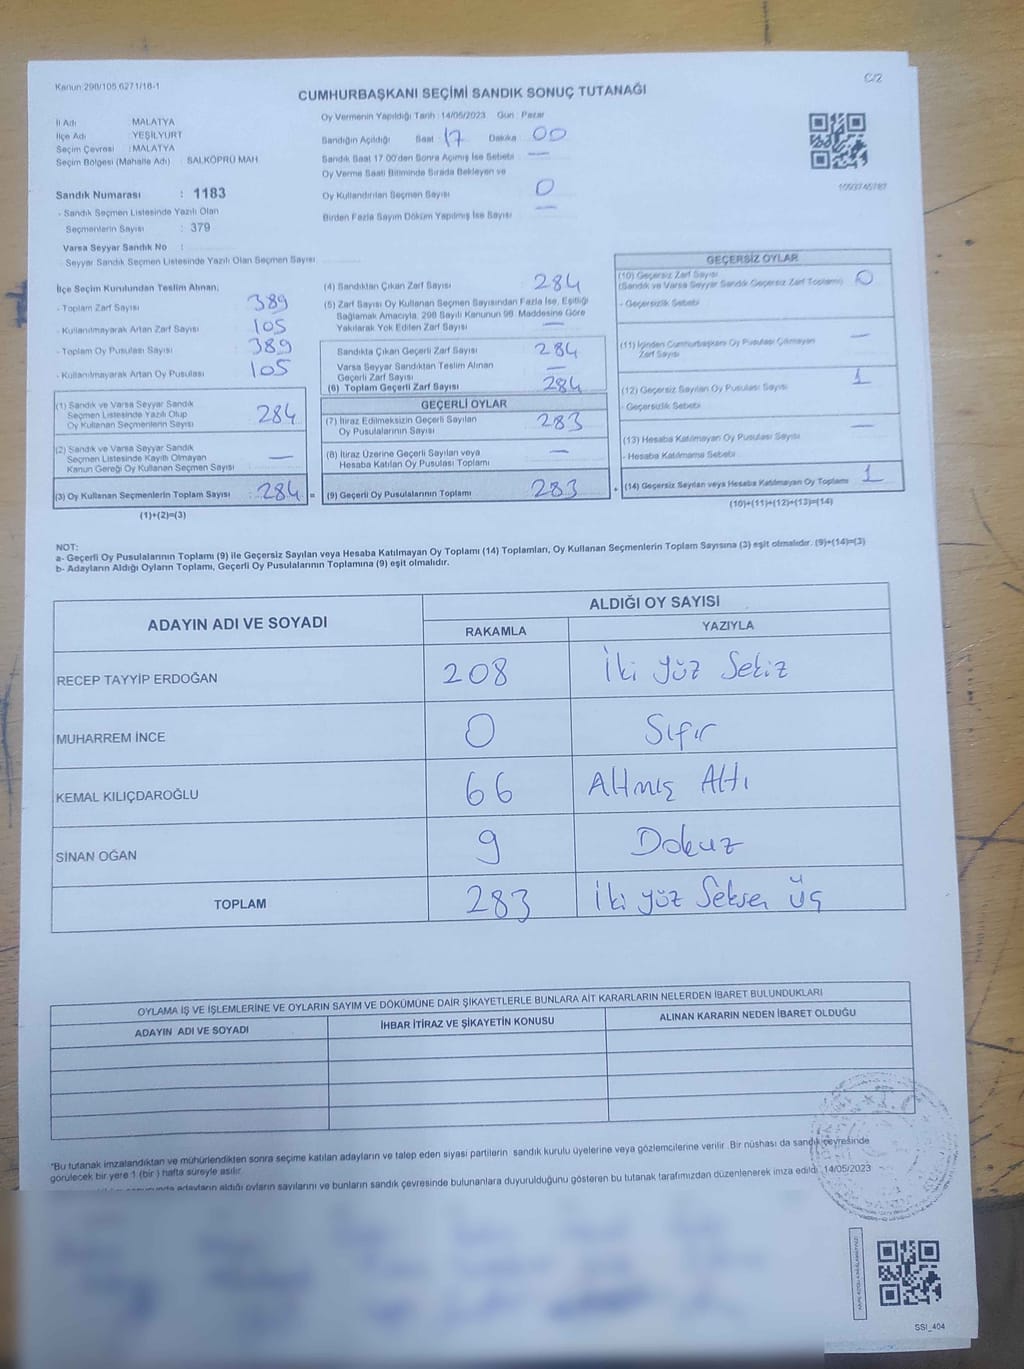 Kanun:298/105 6271/18-1
C/2
CUMHURBAŞKANI SEÇİMİ SANDIK SONUÇ TUTANAĞI
İl Adı MALATYA
İlçe Adı : YEŞİLYURT
Seçim Çevresi : MALATYA
Seçim Bölgesi (Mahalle Adı) SALKÖPRÜ MAH
Sandık Numarası : 1183
- Sandık Seçmen Listesinde Yazılı Olan
Seçmenlerin Sayısı : 379
Varsa Seyyar Sandık No :
- Seyyar Sandık Seçmen Listesinde Yazılı Olan Seçmen Sayısı
Oy Vermenin Yapıldığı Tarih :14/05/2023 Gün : Pazar
Sandığın Açıldığı Saat : 17 Dakika 00
Sandık Saat 17 00'den Sonra Açımış İse Sebebi —
Oy Verme Saati Bitiminde Sırada Bekleyen ve
Oy Kullandırılan Seçmen Sayısı 0
Birden Fazla Sayım Döküm Yapılmış İse Sayısı —
1093745787
İlçe Seçim Kurulundan Teslim Alınan;
- Toplam Zarf Sayısı 389
- Kullanılmayarak Artan Zarf Sayısı 105
- Toplam Oy Pusulası Sayısı 389
- Kullanılmayarak Artan Oy Pusulası 105
(1) Sandık ve Varsa Seyyar Sandık
Seçmen Listesinde Yazılı Olup
Oy Kullanan Seçmenlerin Sayısı 284
(2) Sandık ve Varsa Seyyar Sandık
Seçmen Listesinde Kayıtlı Olmayan
Kanun Gereği Oy Kullanan Seçmen Sayısı —
(3) Oy Kullanan Seçmenlerin Toplam Sayısı : 284 =
(1)+(2)=(3)
(4) Sandıktan Çıkan Zarf Sayısı 284
(5) Zarf Sayısı Oy Kullanan Seçmen Sayısından Fazla İse, Eşitliği
Sağlamak Amacıyla, 298 Sayılı Kanunun 98. Maddesine Göre
Yakılarak Yok Edilen Zarf Sayısı —
Sandıkta Çıkan Geçerli Zarf Sayısı 284
Varsa Seyyar Sandıktan Teslim Alınan
Geçerli Zarf Sayısı —
(6) Toplam Geçerli Zarf Sayısı 284
GEÇERLİ OYLAR
(7) İtiraz Edilmeksizin Geçerli Sayılan
Oy Pusulalarının Sayısı 283
(8) İtiraz Üzerine Geçerli Sayılan veya
Hesaba Katılan Oy Pusulası Toplamı —
(9) Geçerli Oy Pusulalarının Toplamı 283 +
GEÇERSİZ OYLAR
(10) Geçersiz Zarf Sayısı
(Sandık ve Varsa Seyyar Sandık Geçersiz Zarf Toplamı) 0
- Geçersizlik Sebebi
(11) İçinden Cumhurbaşkanı Oy Pusulası Çıkmayan
Zarf Sayısı —
(12) Geçersiz Sayılan Oy Pusulası Sayısı 1
- Geçersizlik Sebebi
(13) Hesaba Katılmayan Oy Pusulası Sayısı —
- Hesaba Katılmama Sebebi
(14) Geçersiz Sayılan veya Hesaba Katılmayan Oy Toplamı 1
(10)+(11)+(12)+(13)=(14)
NOT:
a- Geçerli Oy Pusulalarının Toplamı (9) ile Geçersiz Sayılan veya Hesaba Katılmayan Oy Toplamı (14) Toplamları, Oy Kullanan Seçmenlerin Toplam Sayısına (3) eşit olmalıdır. (9)+(14)=(3)
b- Adayların Aldığı Oyların Toplamı, Geçerli Oy Pusulalarının Toplamına (9) eşit olmalıdır.
ADAYIN ADI VE SOYADI
ALDIĞI OY SAYISI
RAKAMLA YAZIYLA
RECEP TAYYİP ERDOĞAN 208 İki yüz Sekiz
MUHARREM İNCE 0 Sıfır
KEMAL KILIÇDAROĞLU 66 Altmış Altı
SİNAN OĞAN 9 Dokuz
TOPLAM 283 İki yüz Seksen Üç
OYLAMA İŞ VE İŞLEMLERİNE VE OYLARIN SAYIM VE DÖKÜMÜNE DAİR ŞİKAYETLERLE BUNLARA AİT KARARLARIN NELERDEN İBARET BULUNDUKLARI
ADAYIN ADI VE SOYADI İHBAR İTİRAZ VE ŞİKAYETİN KONUSU ALINAN KARARIN NEDEN İBARET OLDUĞU
*Bu tutanak imzalandıktan ve mühürlendikten sonra seçime katılan adayların ve talep eden siyasi partilerin sandık kurulu üyelerine veya gözlemcilerine verilir. Bir nüshası da sandık çevresinde
görülecek bir yere 1 (bir ) hafta süreyle asılır.
adayların aldığı oyların sayılarını ve bunların sandık çevresinde bulunanlara duyurulduğunu gösteren bu tutanak tarafımızdan düzenlenerek imza edildi. 14/05/2023
SSI_404